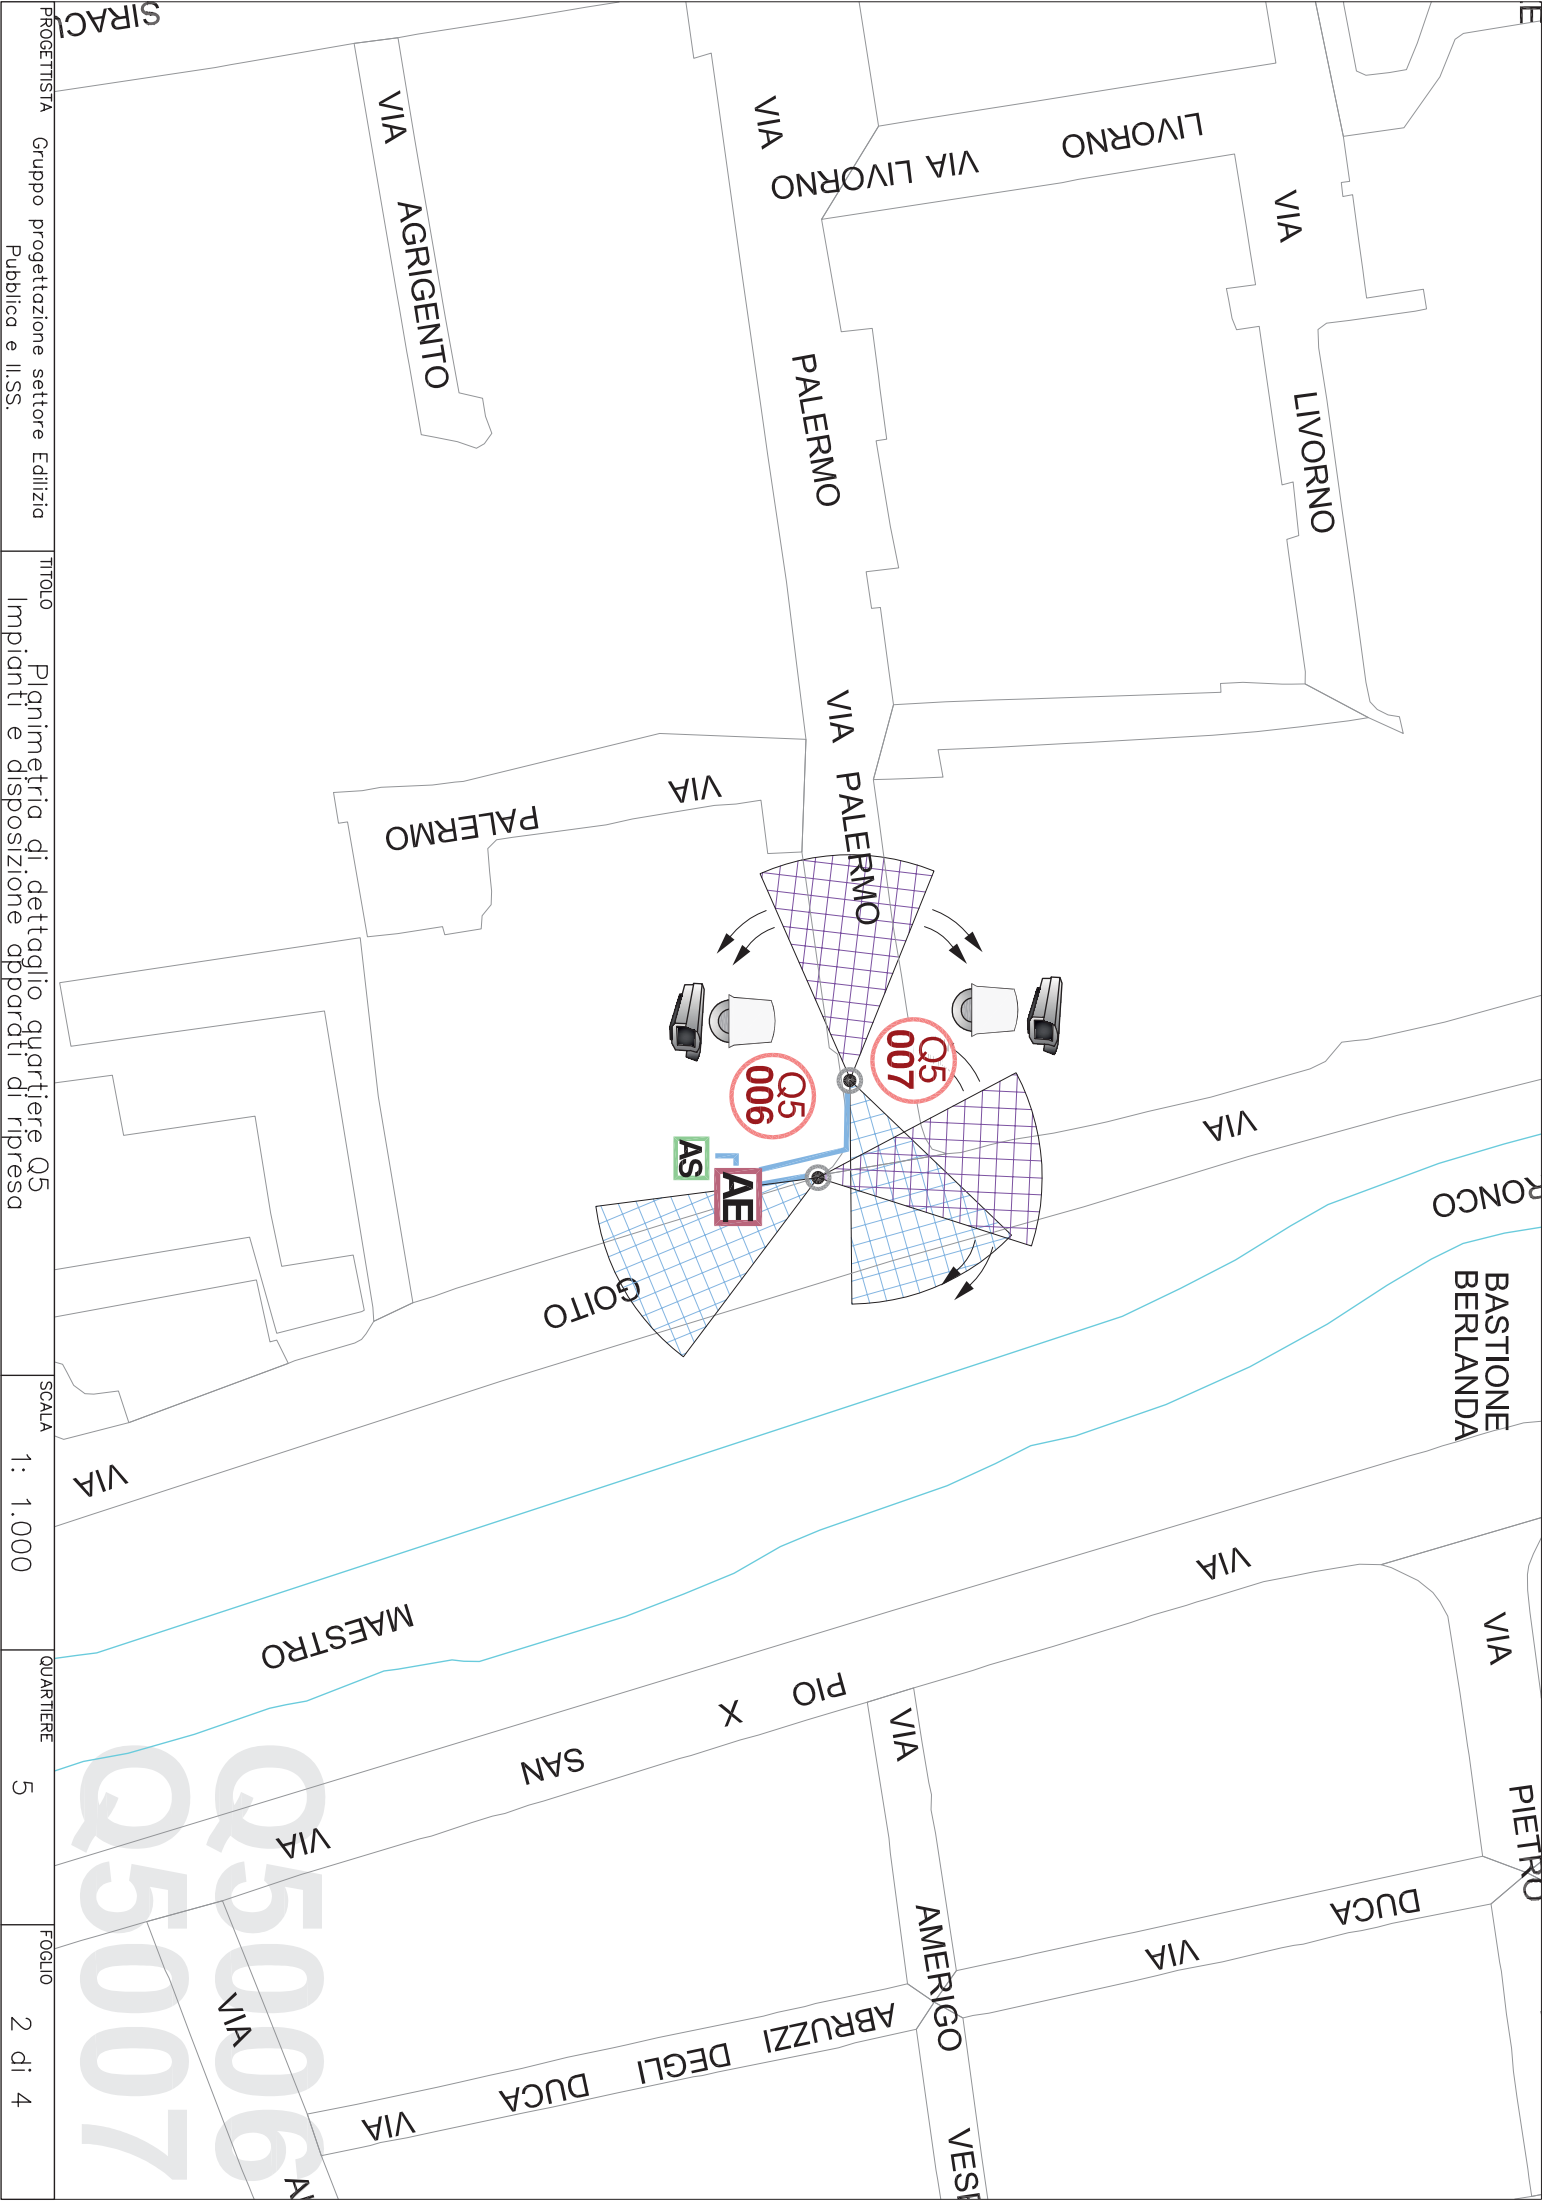 SIRACU
VIA
AGRIGENTO
VIA
PALERMO
VIA LIVORNO
LIVORNO
VIA
LIVORNO
E
VIA
PALERMO
VIA
PALERMO
Q5
007
Q5
006
AS
AE
VIA
GOITO
VIA
RONCO
MAESTRO
BASTIONE
BERLANDA
VIA
PIO
X
SAN
VIA
VIA
PIETRO
VIA
AMERIGO
VESP
DUCA
VIA
ABRUZZI
DEGLI
DUCA
VIA
VIA
Q5006
Q5007
PROGETTISTA
Gruppo progettazione settore Edilizia
Pubblica e II.SS.
TITOLO
Planimetria di dettaglio quartiere Q5
Impianti e disposizione apparati di ripresa
SCALA
1: 1.000
QUARTIERE
5
FOGLIO
2 di 4